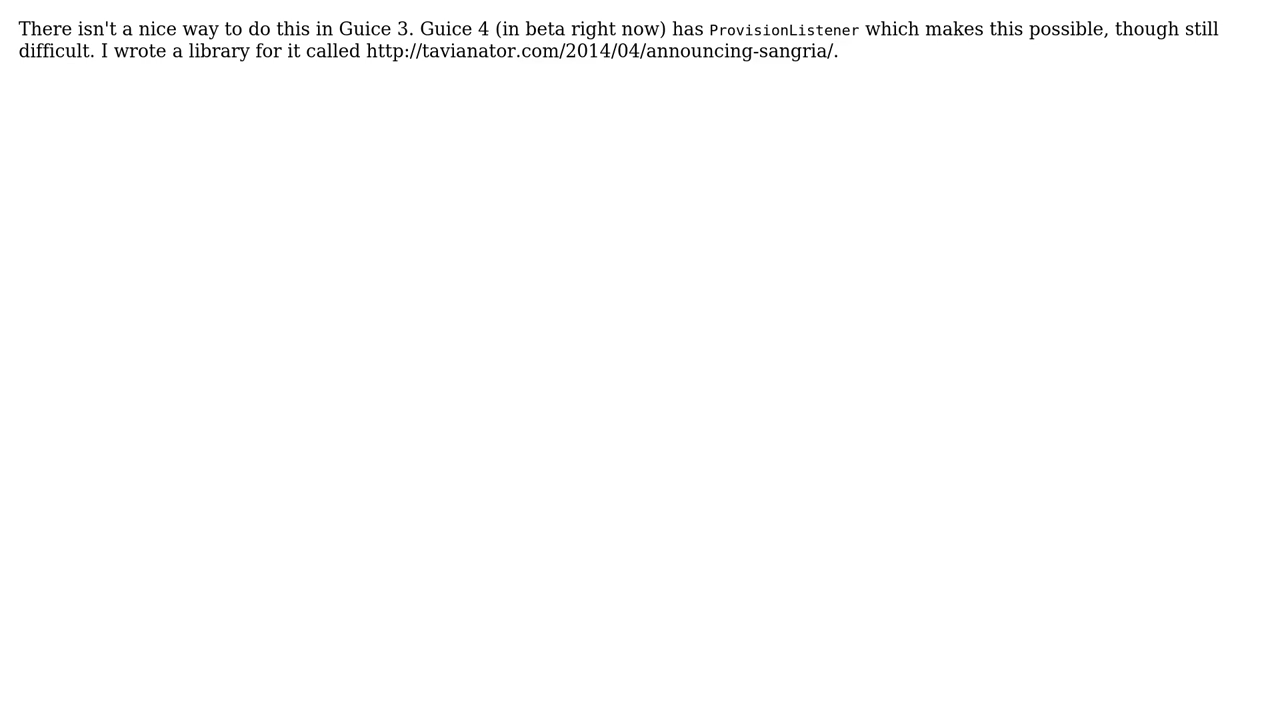 There isn't a nice way to do this in Guice 3. Guice 4 (in beta right now) has ProvisionListener which makes this possible, though still
difficult. I wrote a library for it called http://tavianator.com/2014/04/announcing-sangria/.